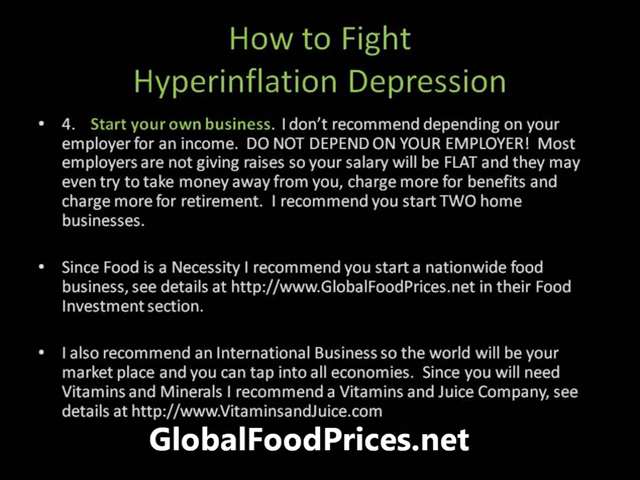 How to Fight
Hyperinflation Depression
• 4. Start your own business. I don't recommend depending on your
employer for an income. DO NOT DEPEND ON YOUR EMPLOYER! Most
employers are not giving raises so your salary will be FLAT and they may
even try to take money away from you, charge more for benefits and
charge more for retirement. I recommend you start TWO home
businesses.
• Since Food is a Necessity I recommend you start a nationwide food
business, see details at http://www.GlobalFoodPrices.net in their Food
Investment section.
• I also recommend an International Business so the world will be your
market place and you can tap into all economies. Since you will need
Vitamins and Minerals I recommend a Vitamins and Juice Company, see
details at http://www.VitaminsandJuice.com
GlobalFoodPrices.net